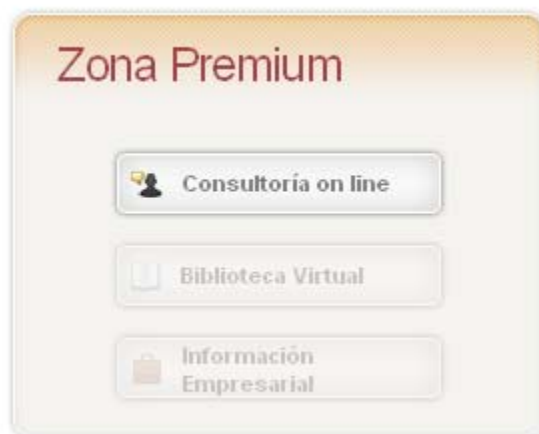 Zona Premium
Consultoría on line
Biblioteca Virtual
Información
Empresarial